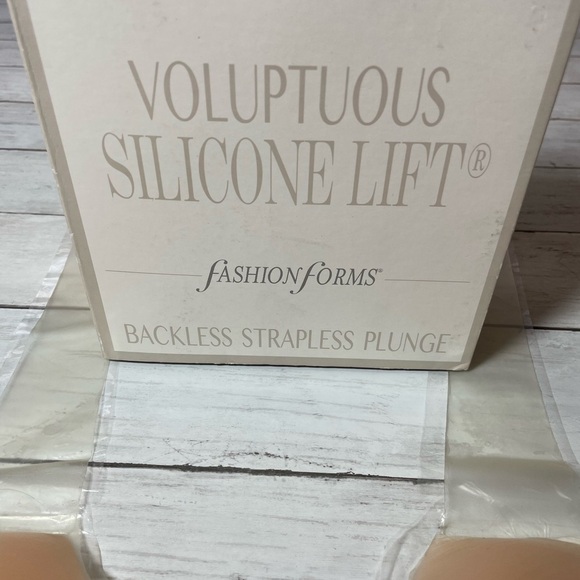 VOLUPTUOUS
SILICONE LIFT®
fASHION fORMS®
BACKLESS STRAPLESS PLUNGE